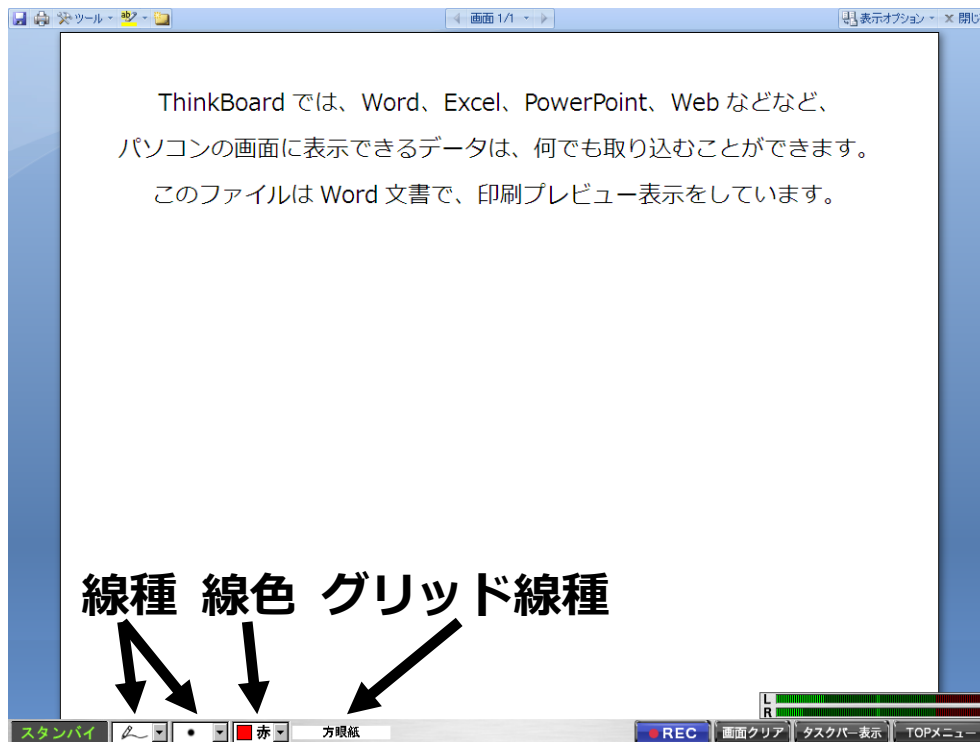 ツール
画面 1/1
表示オプション
閉じ
ThinkBoard では、Word、Excel、PowerPoint、Web などなど、
パソコンの画面に表示できるデータは、何でも取り込むことができます。
このファイルは Word 文書で、印刷プレビュー表示をしています。
線種 線色 グリッド線種
L
R
スタンバイ 赤 方眼紙 REC 画面クリア タスクバー表示 TOPメニュー